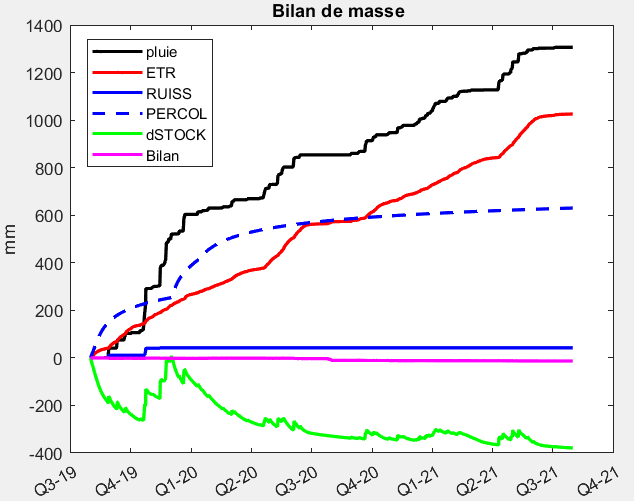 Bilan de masse
1400
1200
1000
800
600
400
200
0
-200
-400
mm
pluie
ETR
RUISS
PERCOL
dSTOCK
Bilan
Q3-19
Q4-19
Q1-20
Q2-20
Q3-20
Q4-20
Q1-21
Q2-21
Q3-21
Q4-21